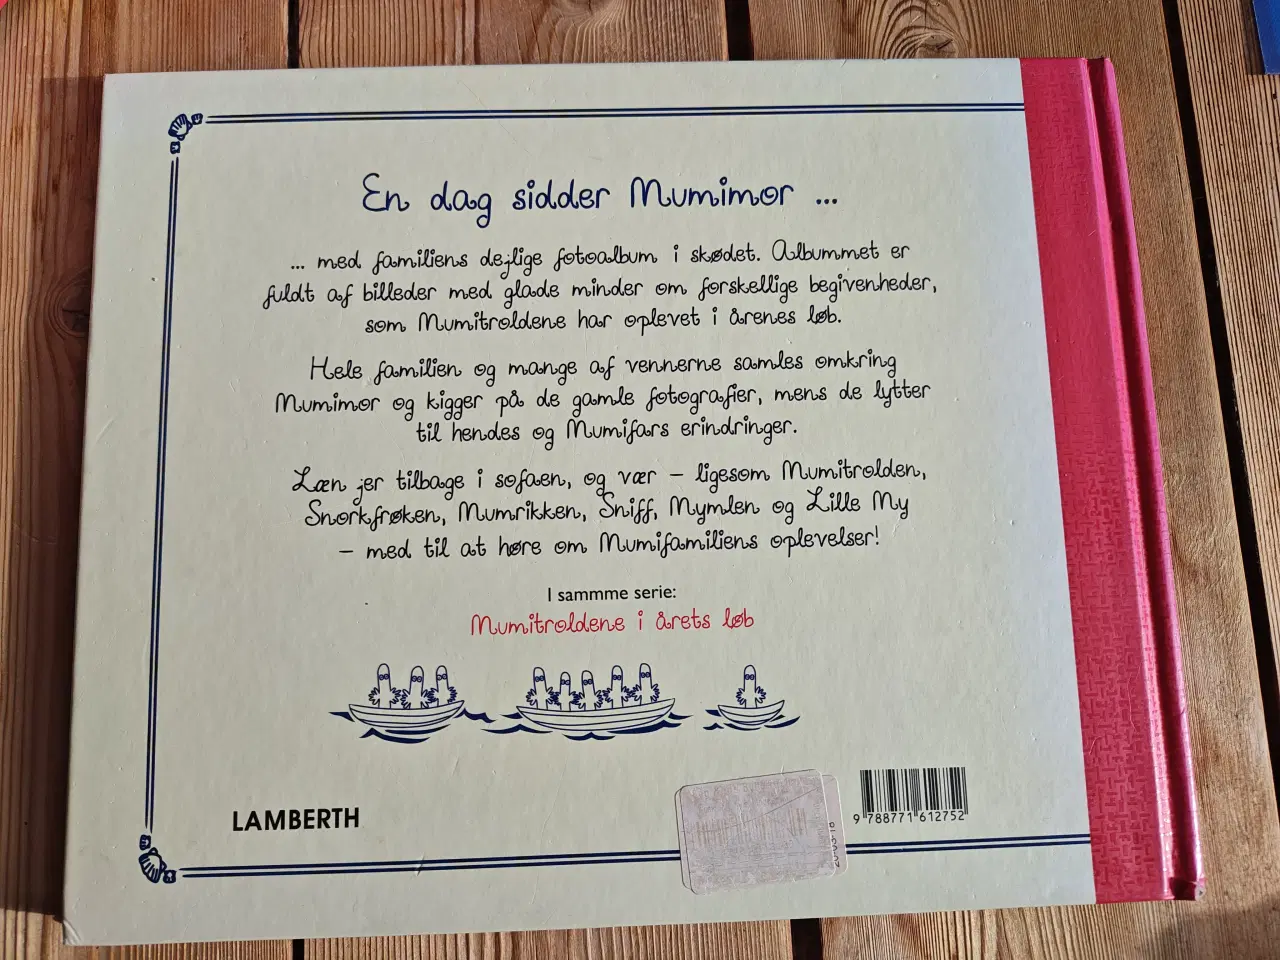 En dag sidder Mumimor ...
... med familiens dejlige fotoalbum i skødet. Albummet er
fuldt af billeder med glade minder om forskellige begivenheder,
som Mumitroldene har oplevet i årenes løb.
Hele familien og mange af vennerne samles omkring
Mumimor og kigger på de gamle fotografier, mens de lytter
til hendes og Mumifars erindringer.
Læn jer tilbage i sofaen, og vær – ligesom Mumitrolden,
Snorkfrøken, Mumrikken, Sniff, Mymlen og Lille My
– med til at høre om Mumifamiliens oplevelser!
I sammme serie:
Mumitroldene i årets løb
LAMBERTH
9 788771 612752